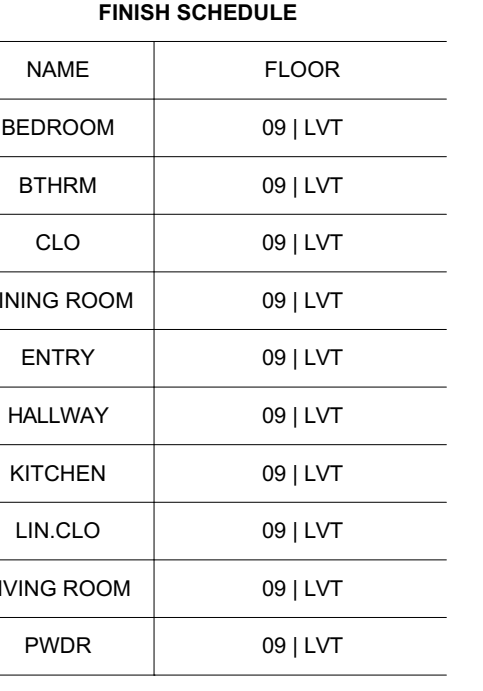 FINISH SCHEDULE
NAME FLOOR
BEDROOM 09 | LVT
BTHRM 09 | LVT
CLO 09 | LVT
INING ROOM 09 | LVT
ENTRY 09 | LVT
HALLWAY 09 | LVT
KITCHEN 09 | LVT
LIN.CLO 09 | LVT
IVING ROOM 09 | LVT
PWDR 09 | LVT